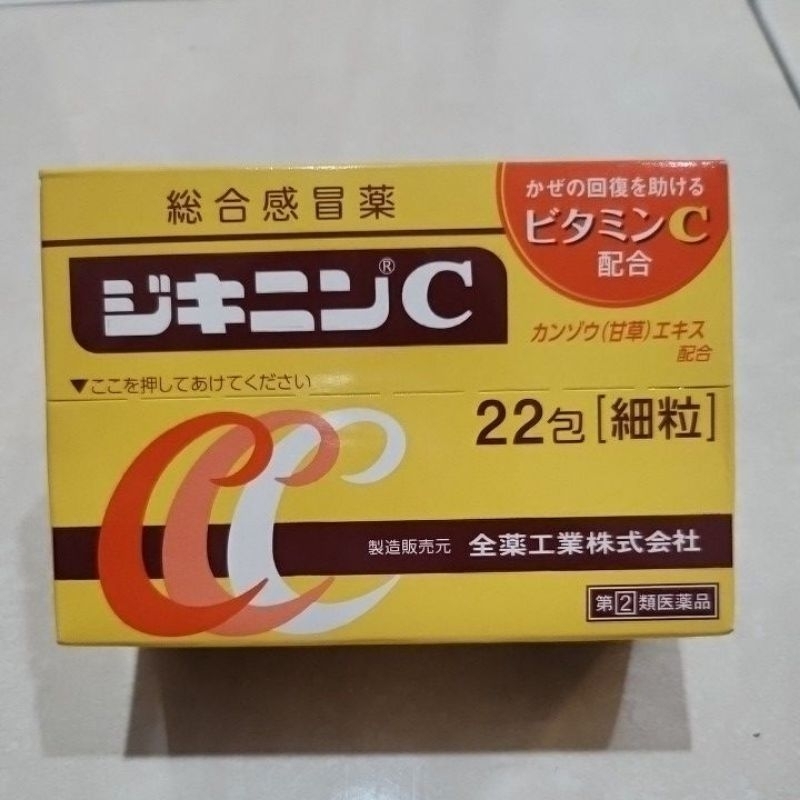 総合感冒薬
かぜの回復を助ける
ビタミンC
配合
ジキニン®C
カンゾウ(甘草)エキス
配合
▼ここを押してあけてください
22包[細粒]
製造販売元 全薬工業株式会社
第②類医薬品